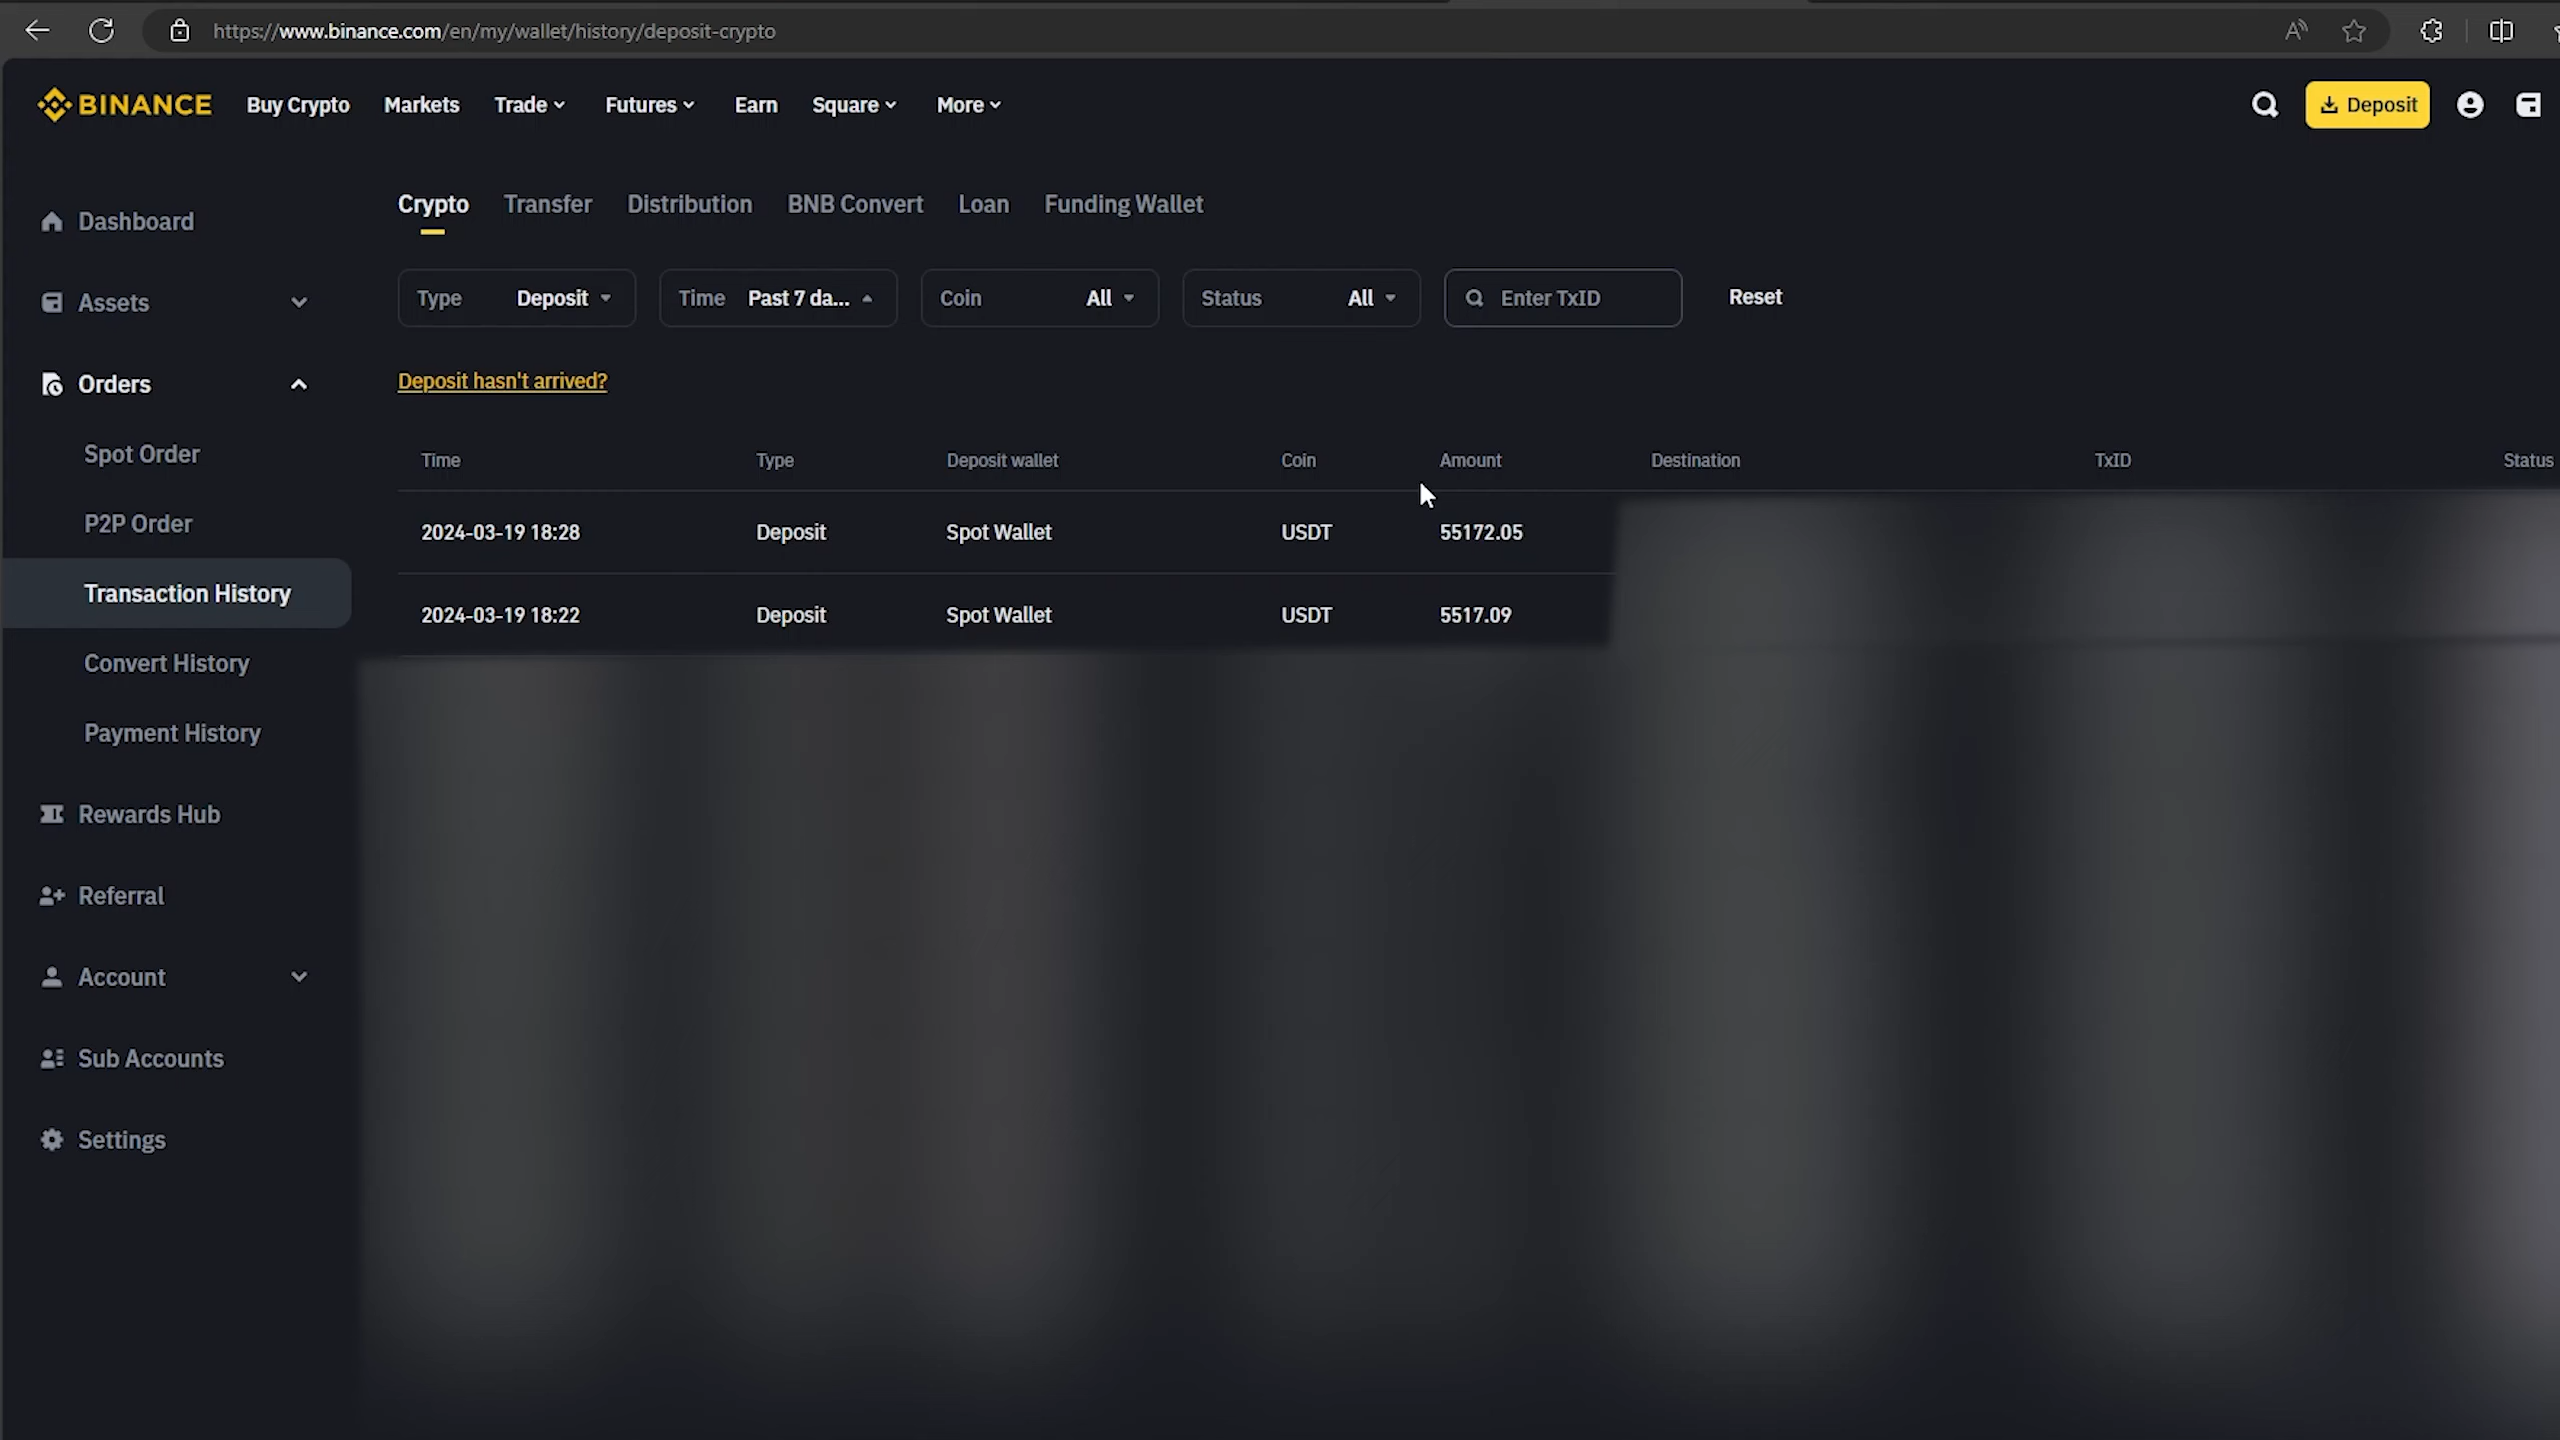 https://www.binance.com/en/my/wallet/history/deposit-crypto
BINANCE Buy Crypto Markets Trade Futures Earn Square More Deposit
Crypto Transfer Distribution BNB Convert Loan Funding Wallet
Dashboard
Assets
Orders
Spot Order
P2P Order
Transaction History
Convert History
Payment History
Rewards Hub
Referral
Account
Sub Accounts
Settings
Type Deposit Time Past 7 da... Coin All Status All Enter TxID Reset
Deposit hasn't arrived?
Time Type Deposit wallet Coin Amount Destination TxID Status
2024-03-19 18:28 Deposit Spot Wallet USDT 55172.05
2024-03-19 18:22 Deposit Spot Wallet USDT 5517.09